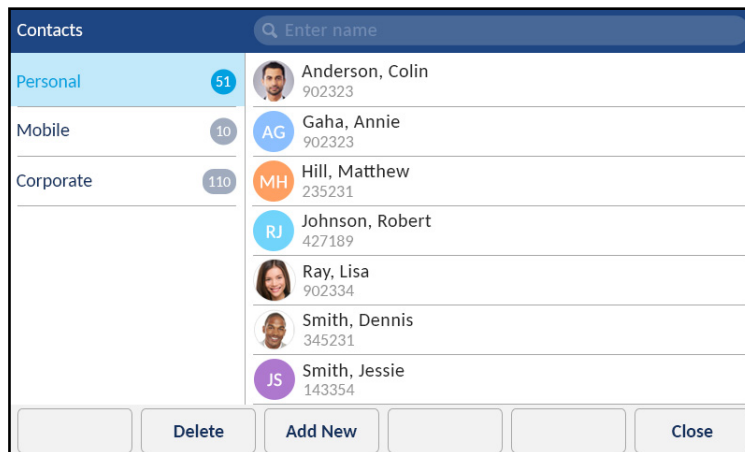 Contacts
Enter name
Personal 51
Mobile 10
Corporate 110
Anderson, Colin
902323
AG
Gaha, Annie
902323
MH
Hill, Matthew
235231
RJ
Johnson, Robert
427189
Ray, Lisa
902334
Smith, Dennis
345231
JS
Smith, Jessie
143354
Delete
Add New
Close